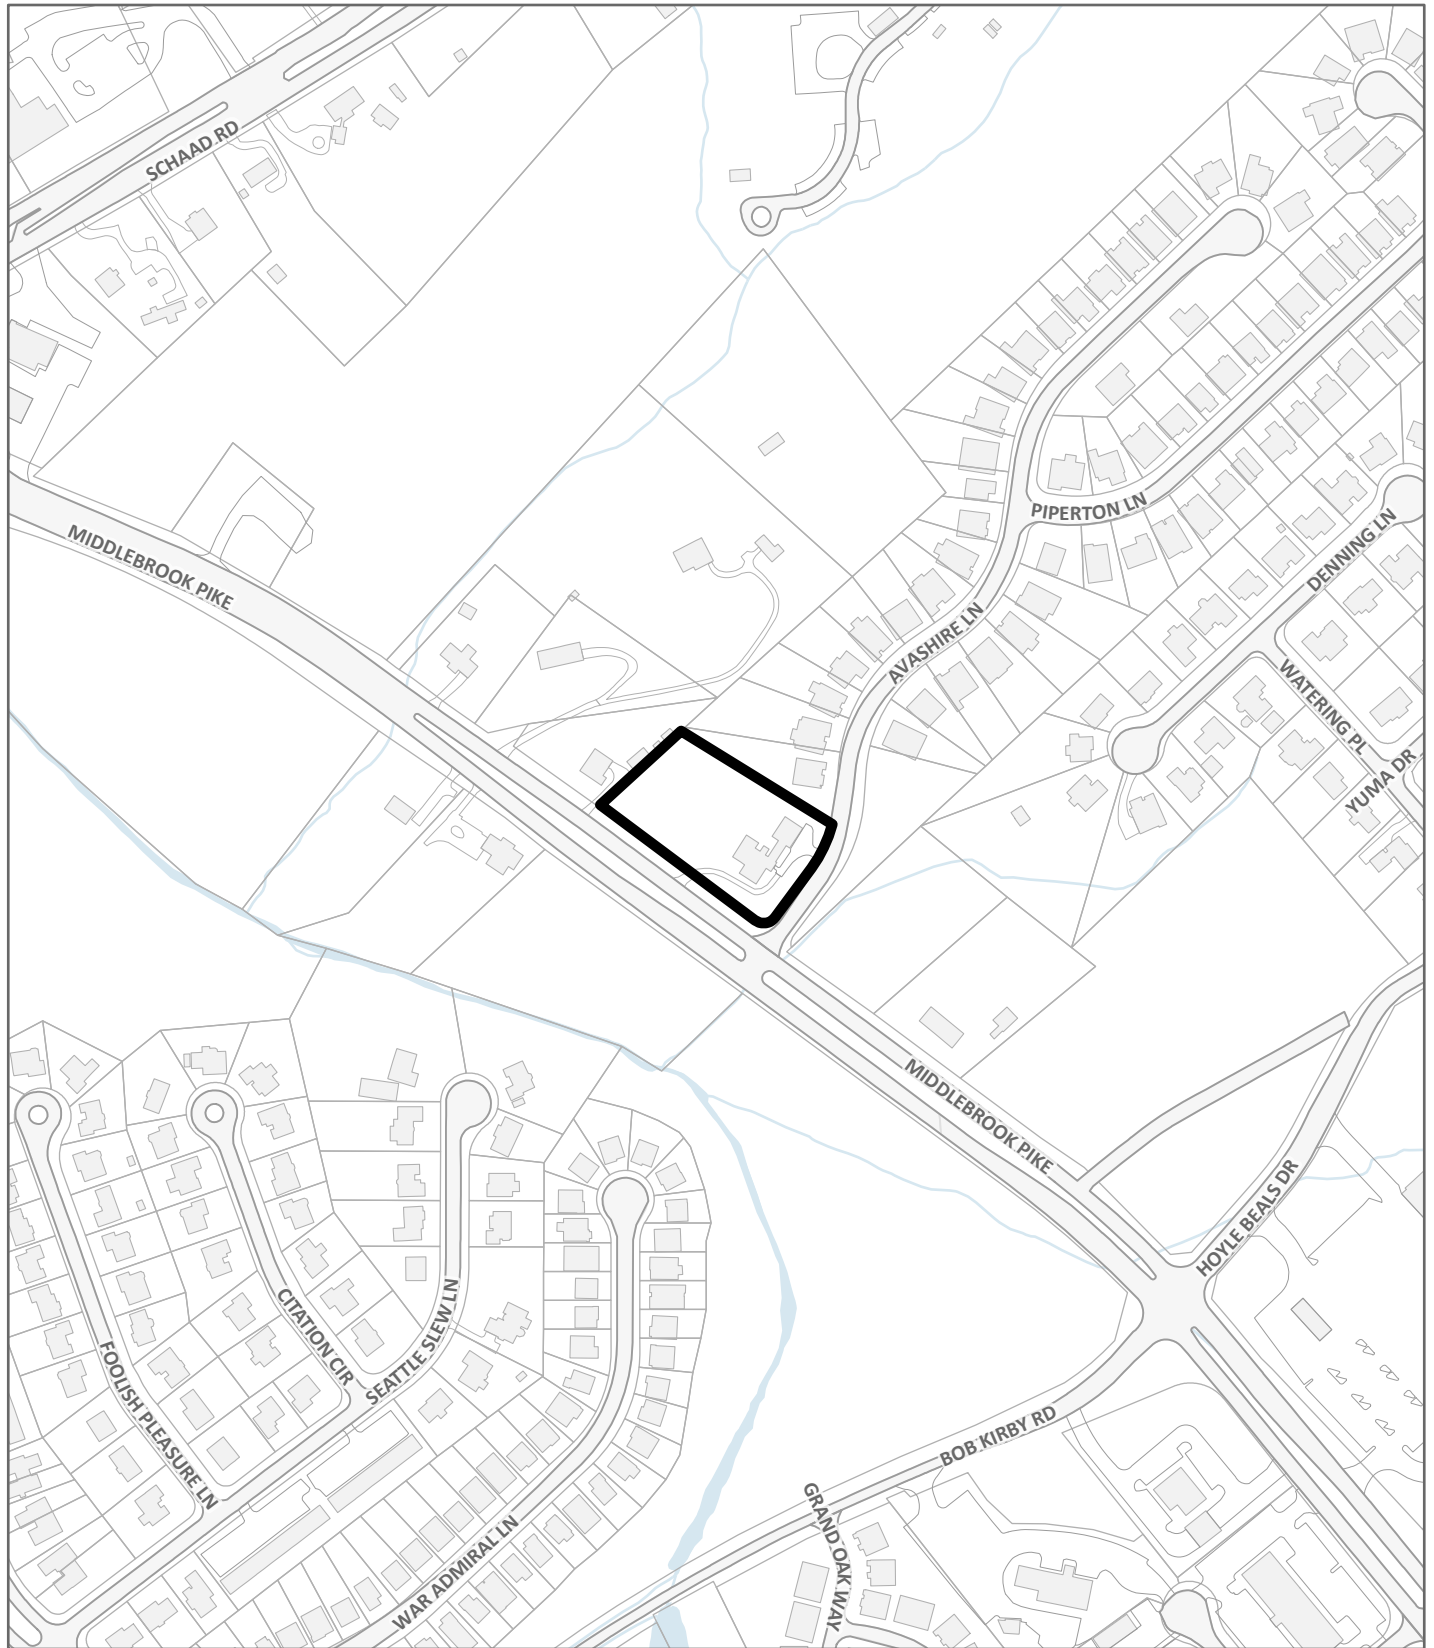 SCHAAD RD
MIDDLEBROOK PIKE
PIPERTON LN
DENNING LN
AVASHIRE LN
WATERING PL
YUMA DR
MIDDLEBROOK PIKE
HOYLE BEALS DR
CITATION CIR
SEATTLE SLEW LN
FOOLISH PLEASURE LN
BOB KIRBY RD
GRAND OAK WAY
WAR ADMIRAL LN